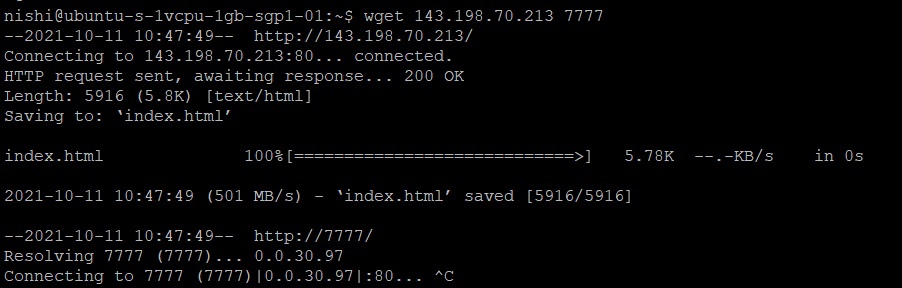 nishi@ubuntu-s-1vcpu-1gb-sgp1-01:~$ wget 143.198.70.213 7777
--2021-10-11 10:47:49--  http://143.198.70.213/
Connecting to 143.198.70.213:80... connected.
HTTP request sent, awaiting response... 200 OK
Length: 5916 (5.8K) [text/html]
Saving to: ‘index.html’
index.html              100%[============================>]   5.78K  --.-KB/s    in 0s
2021-10-11 10:47:49 (501 MB/s) - ‘index.html’ saved [5916/5916]
--2021-10-11 10:47:49--  http://7777/
Resolving 7777 (7777)... 0.0.30.97
Connecting to 7777 (7777)|0.0.30.97|:80... ^C